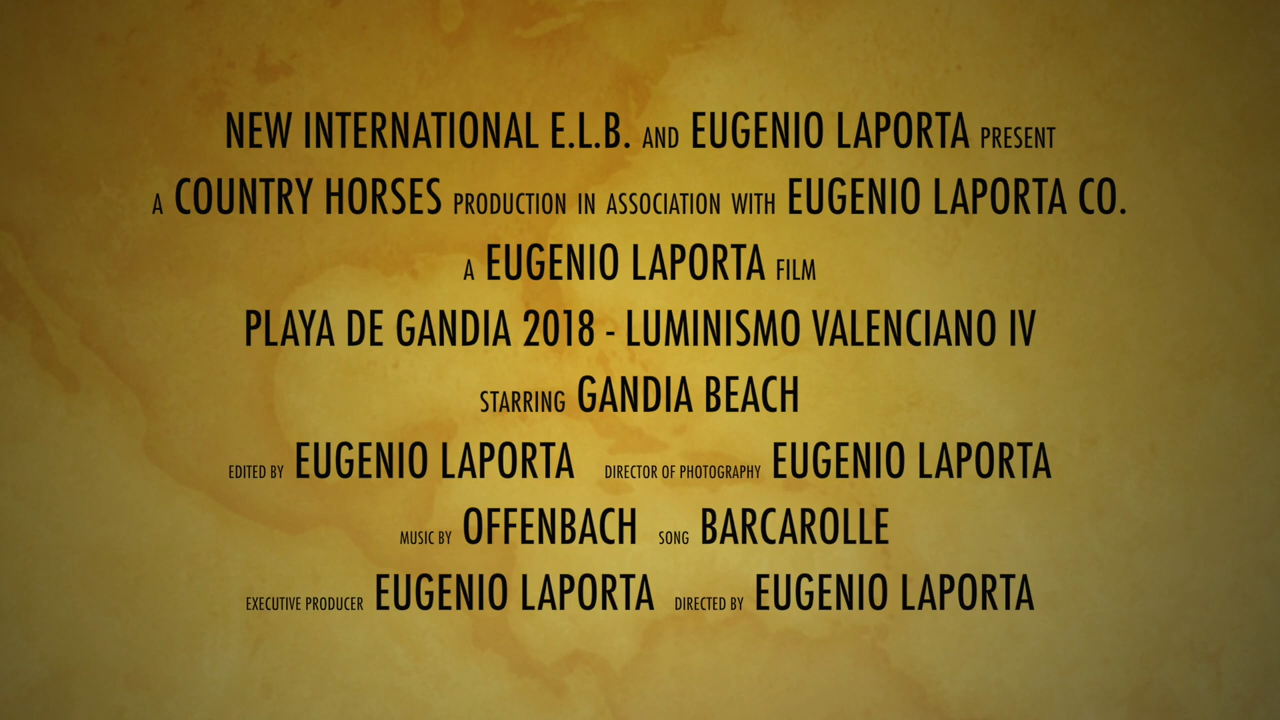 NEW INTERNATIONAL E.L.B. AND EUGENIO LAPORTA PRESENT
A COUNTRY HORSES PRODUCTION IN ASSOCIATION WITH EUGENIO LAPORTA CO.
A EUGENIO LAPORTA FILM
PLAYA DE GANDIA 2018 - LUMINISMO VALENCIANO IV
STARRING GANDIA BEACH
EDITED BY EUGENIO LAPORTA DIRECTOR OF PHOTOGRAPHY EUGENIO LAPORTA
MUSIC BY OFFENBACH SONG BARCAROLLE
EXECUTIVE PRODUCER EUGENIO LAPORTA DIRECTED BY EUGENIO LAPORTA